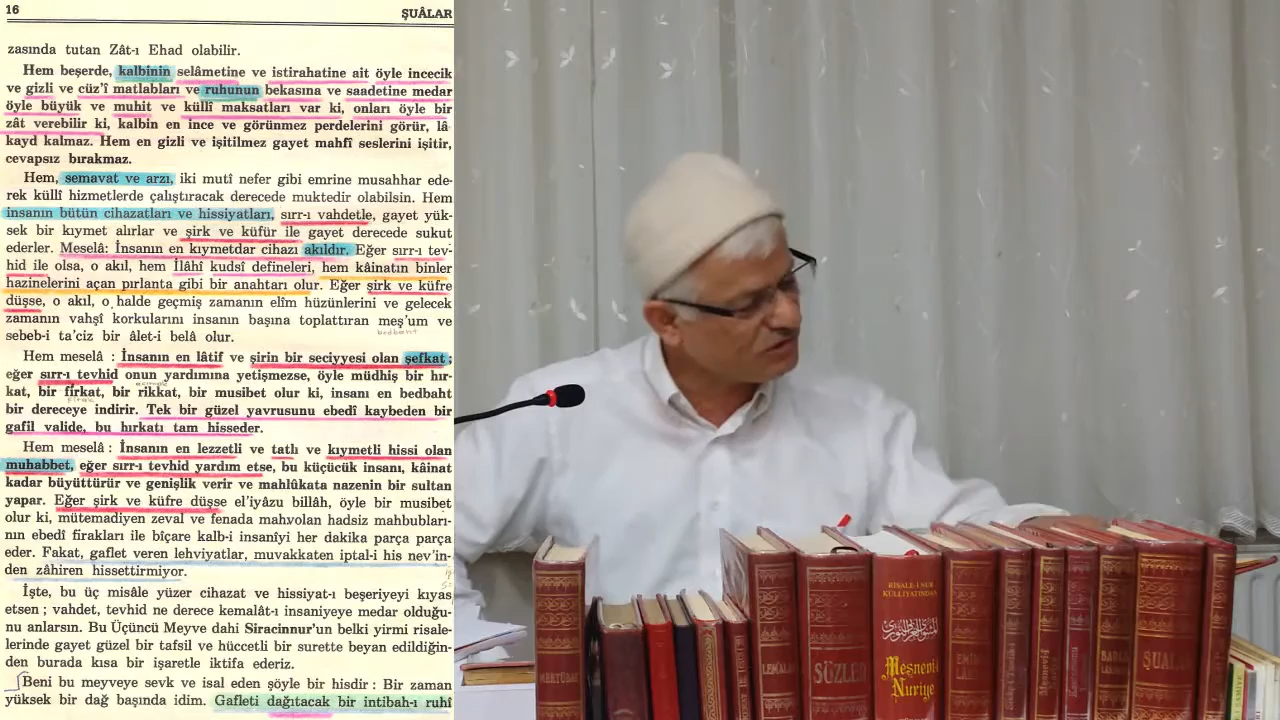 16
ŞUÂLAR
zasında tutan Zât-ı Ehad olabilir.
Hem beşerde, kalbinin selâmetine ve istirahatine ait öyle incecik
ve gizli ve cüz'î matlabları ve ruhunun bekasına ve saadetine medar
öyle büyük ve muhit ve küllî maksatları var ki, onları öyle bir
zât verebilir ki, kalbin en ince ve görünmez perdelerini görür, lâ
kayd kalmaz. Hem en gizli ve işitilmez gayet mahfî seslerini işitir,
cevapsız bırakmaz.
Hem, semavat ve arzı, iki mutî nefer gibi emrine musahhar ede-
rek küllî hizmetlerde çalıştıracak derecede muktedir olabilsin. Hem
insanın bütün cihazatları ve hissiyatları, sırr-ı vahdetle, gayet yük-
sek bir kıymet alırlar ve şirk ve küfür ile gayet derecede sukut
ederler. Meselâ: İnsanın en kıymetdar cihazı akıldır. Eğer sırr-ı tev-
hid ile olsa, o akıl, hem İlâhî kudsî defineleri, hem kâinatın binler
hazinelerini açan pırlanta gibi bir anahtarı olur. Eğer şirk ve küfre
düşse, o akıl, o halde geçmiş zamanın elîm hüzünlerini ve gelecek
zamanın vahşî korkularını insanın başına toplattıran meş'um ve
bedbaht
sebeb-i ta'ciz bir âlet-i belâ olur.
Hem meselâ : İnsanın en lâtif ve şirin bir seciyyesi olan şefkat ;
eğer sırr-ı tevhid onun yardımına yetişmezse, öyle müdhiş bir hır-
kat, bir firkat, bir rikkat, bir musibet olur ki, insanı en bedbaht
bir dereceye indirir. Tek bir güzel yavrusunu ebedî kaybeden bir
gafil valide, bu hırkatı tam hisseder.
Hem meselâ : İnsanın en lezzetli ve tatlı ve kıymetli hissi olan
muhabbet, eğer sırr-ı tevhid yardım etse, bu küçücük insanı, kâinat
kadar büyüttürür ve genişlik verir ve mahlûkata nazenin bir sultan
yapar. Eğer şirk ve küfre düşse el'iyâzu billâh, öyle bir musibet
olur ki, mütemadiyen zeval ve fenada mahvolan hadsiz mahbubları-
nın ebedî firakları ile bîçare kalb-i insanîyi her dakika parça parça
eder. Fakat, gaflet veren lehviyatlar, muvakkaten iptal-i his nev'in-
den zâhiren hissettirmiyor.
İşte, bu üç misâle yüzer cihazat ve hissiyat-ı beşeriyeyi kıyas
etsen ; vahdet, tevhid ne derece kemalât-ı insaniyeye medar olduğu-
nu anlarsın. Bu Üçüncü Meyve dahi Siracinnur'un belki yirmi risale-
lerinde gayet güzel bir tafsil ve hüccetli bir surette beyan edildiğin-
den burada kısa bir işaretle iktifa ederiz.
Beni bu meyveye sevk ve isal eden şöyle bir hisdir : Bir zaman
yüksek bir dağ başında idim. Gafleti dağıtacak bir intibah-ı ruhî
MEKTÛBAT
LEM'ALAR
SÖZLER
RİSALE-İ NUR
KÜLLİYATINDAN
Mesnevî-i
Nuriye
ŞUALAR